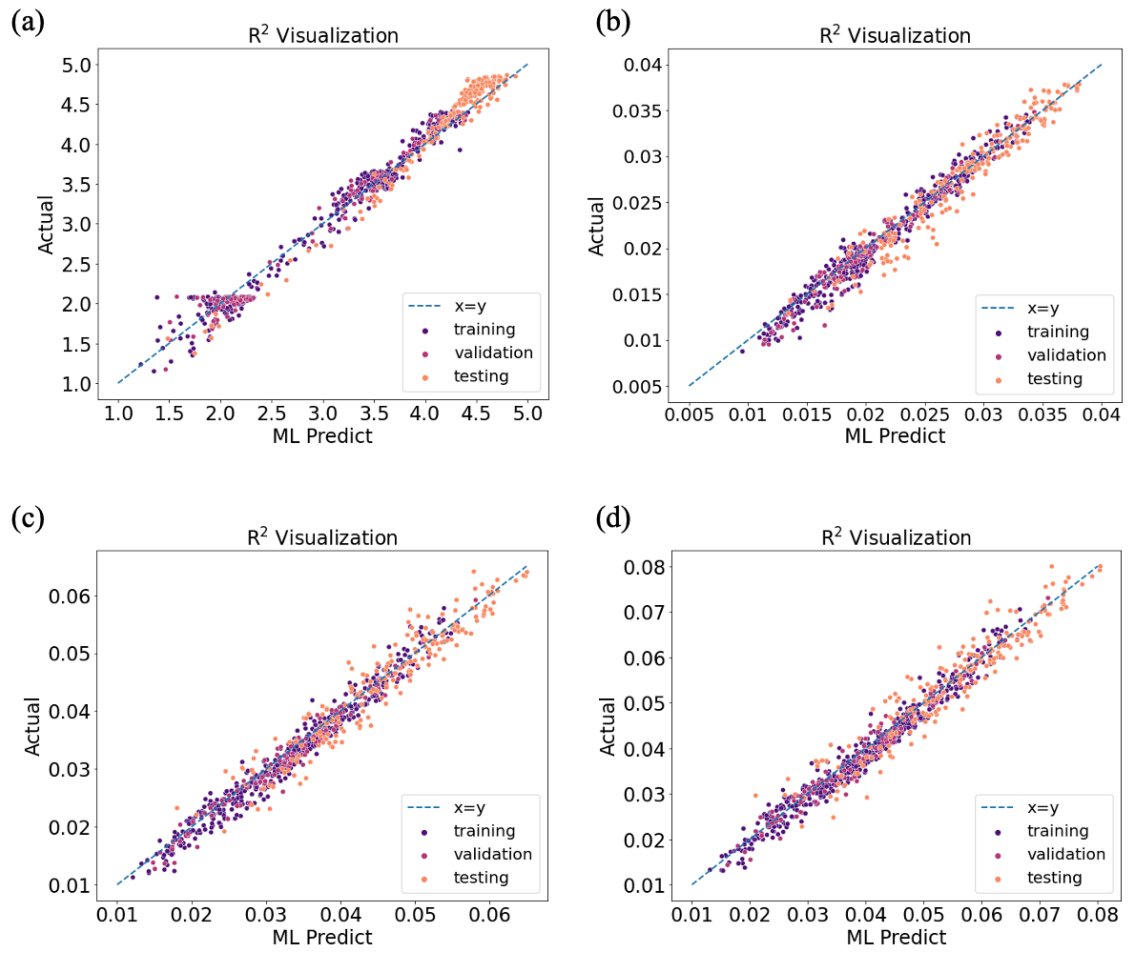 (a)
R² Visualization
5.0
4.5
4.0
3.5
3.0
2.5
2.0
1.5
1.0
Actual
x=y
training
validation
testing
1.0 1.5 2.0 2.5 3.0 3.5 4.0 4.5 5.0
ML Predict
(b)
R² Visualization
0.04
0.035
0.03
0.025
0.02
0.015
0.01
0.005
Actual
x=y
training
validation
testing
0.005 0.01 0.015 0.02 0.025 0.03 0.035 0.04
ML Predict
(c)
R² Visualization
0.06
0.05
0.04
0.03
0.02
0.01
Actual
x=y
training
validation
testing
0.01 0.02 0.03 0.04 0.05 0.06
ML Predict
(d)
R² Visualization
0.08
0.07
0.06
0.05
0.04
0.03
0.02
0.01
Actual
x=y
training
validation
testing
0.01 0.02 0.03 0.04 0.05 0.06 0.07 0.08
ML Predict